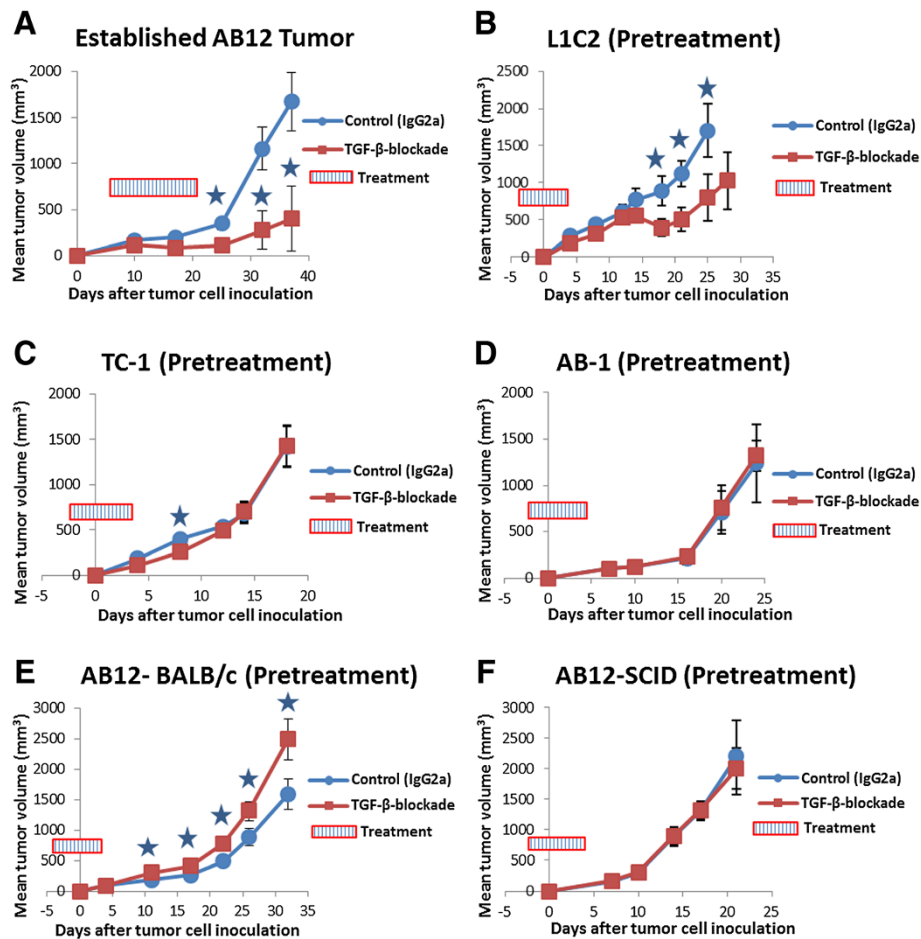 A
Established AB12 Tumor
Mean tumor volume (mm³)
2000
1500
1000
500
0
0
10
20
30
40
Days after tumor cell inoculation
Control (IgG2a)
TGF-β-blockade
Treatment
B
L1C2 (Pretreatment)
Mean tumor volume (mm³)
2500
2000
1500
1000
500
0
-5
0
5
10
15
20
25
30
35
Days after tumor cell inoculation
Control (IgG2a)
TGF-β-blockade
Treatment
C
TC-1 (Pretreatment)
Mean tumor volume (mm³)
2000
1500
1000
500
0
-5
0
5
10
15
20
Days after tumor cell inoculation
Control (IgG2a)
TGF-β-blockade
Treatment
D
AB-1 (Pretreatment)
Mean tumor volume (mm³)
2000
1500
1000
500
0
-5
0
5
10
15
20
25
Days after tumor cell inoculation
Control (IgG2a)
TGF-β-blockade
Treatment
E
AB12- BALB/c (Pretreatment)
Mean tumor volume (mm³)
3000
2500
2000
1500
1000
500
0
-5
0
5
10
15
20
25
30
35
Days after tumor cell inoculation
Control (IgG2a)
TGF-β-blockade
Treatment
F
AB12-SCID (Pretreatment)
Mean tumor volume (mm³)
3000
2500
2000
1500
1000
500
0
-5
0
5
10
15
20
25
Days after tumor cell inoculation
Control (IgG2a)
TGF-β-blockade
Treatment